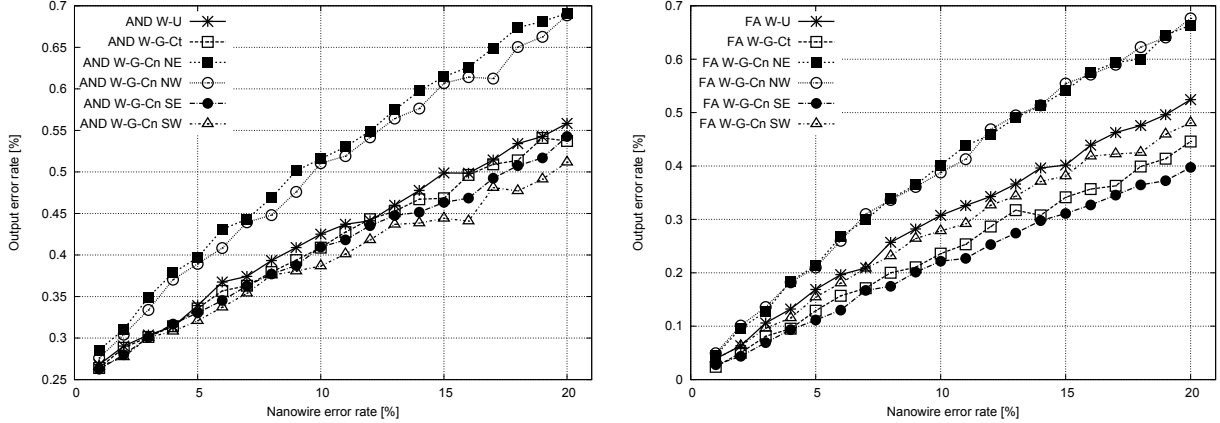 0.7
0.65
0.6
0.55
0.5
0.45
0.4
0.35
0.3
0.25
Output error rate [%]
AND W-U
AND W-G-Ct
AND W-G-Cn NE
AND W-G-Cn NW
AND W-G-Cn SE
AND W-G-Cn SW
0 5 10 15 20
Nanowire error rate [%]
0.7
0.6
0.5
0.4
0.3
0.2
0.1
0
Output error rate [%]
FA W-U
FA W-G-Ct
FA W-G-Cn NE
FA W-G-Cn NW
FA W-G-Cn SE
FA W-G-Cn SW
0 5 10 15 20
Nanowire error rate [%]